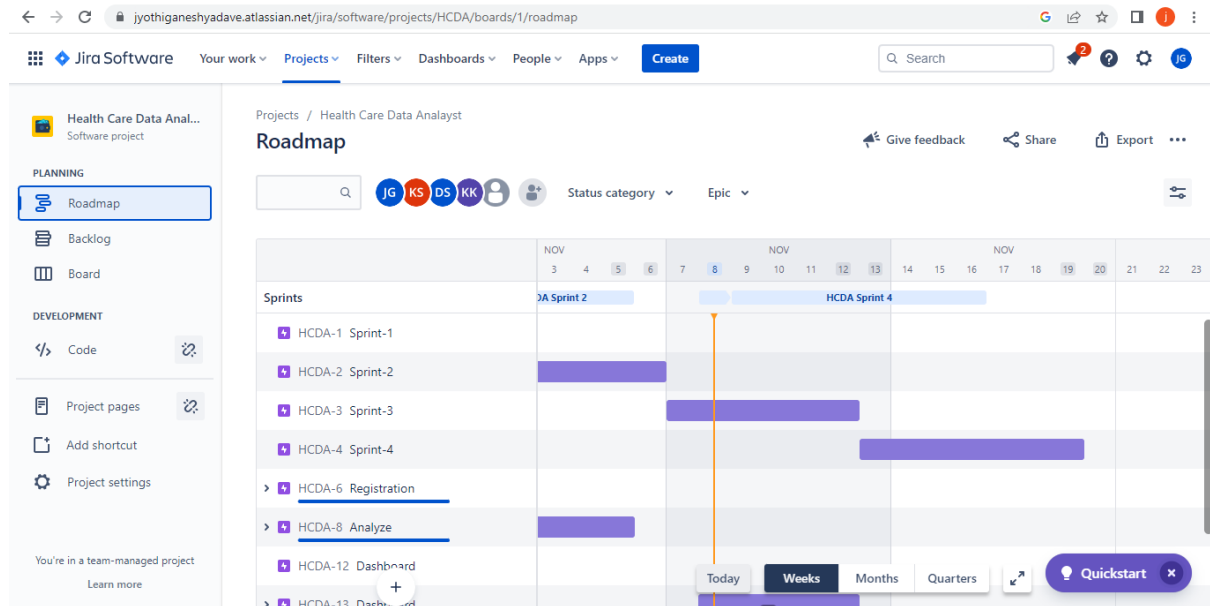 jyothiganeshyadave.atlassian.net/jira/software/projects/HCDA/boards/1/roadmap
G
j
Jira Software
Your work
Projects
Filters
Dashboards
People
Apps
Create
Search
2
JG
Health Care Data Anal...
Software project
PLANNING
Roadmap
Backlog
Board
DEVELOPMENT
Code
Project pages
Add shortcut
Project settings
You're in a team-managed project
Learn more
Projects / Health Care Data Analayst
Roadmap
Give feedback
Share
Export
JG KS DS KK
Status category
Epic
NOV NOV NOV
3 4 5 6 7 8 9 10 11 12 13 14 15 16 17 18 19 20 21 22 23
Sprints
DA Sprint 2
HCDA Sprint 4
HCDA-1 Sprint-1
HCDA-2 Sprint-2
HCDA-3 Sprint-3
HCDA-4 Sprint-4
HCDA-6 Registration
HCDA-8 Analyze
HCDA-12 Dashboard
HCDA-13 Dashboard
Today
Weeks
Months
Quarters
Quickstart